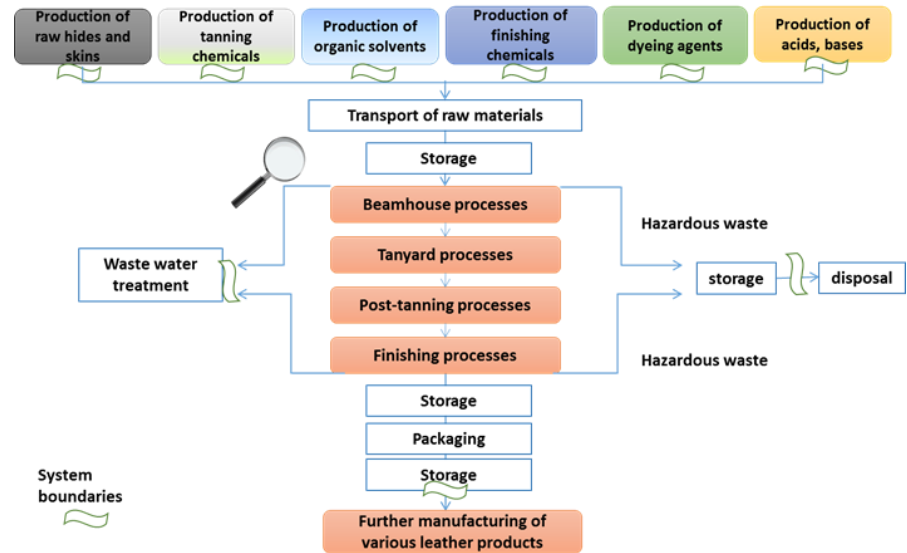 Production of
raw hides and
skins
Production of
tanning
chemicals
Production of
organic solvents
Production of
finishing
chemicals
Production of
dyeing agents
Production of
acids, bases
Transport of raw materials
Storage
Beamhouse processes
Hazardous waste
Tanyard processes
Waste water
treatment
storage
disposal
Post-tanning processes
Finishing processes
Hazardous waste
Storage
Packaging
Storage
System
boundaries
Further manufacturing of
various leather products